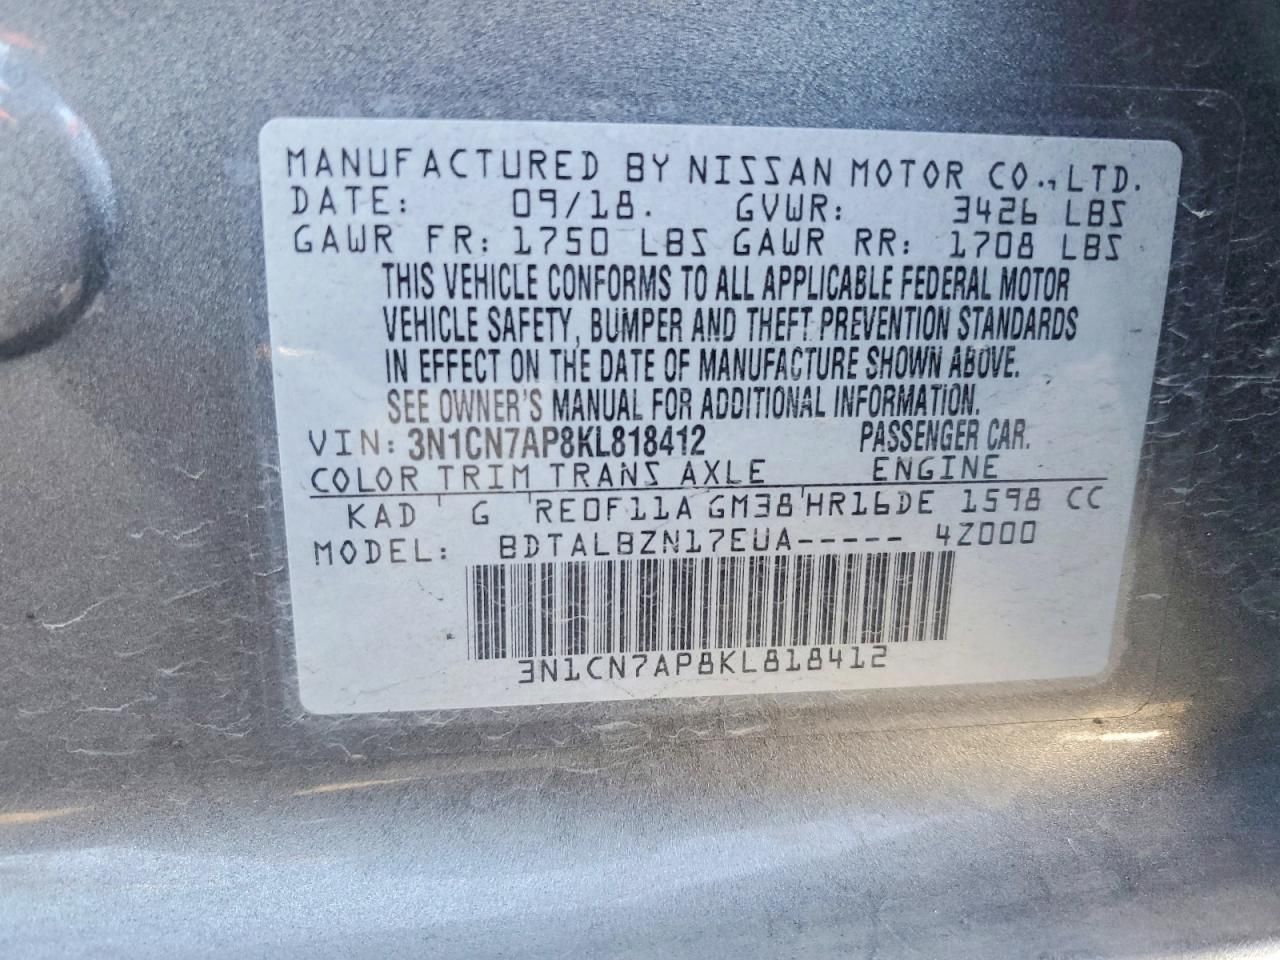 MANUFACTURED BY NISSAN MOTOR CO., LTD.
DATE: 09/18. GVWR: 3426 LBS
GAWR FR: 1750 LBS GAWR RR: 1708 LBS
THIS VEHICLE CONFORMS TO ALL APPLICABLE FEDERAL MOTOR
VEHICLE SAFETY, BUMPER AND THEFT PREVENTION STANDARDS
IN EFFECT ON THE DATE OF MANUFACTURE SHOWN ABOVE.
SEE OWNER'S MANUAL FOR ADDITIONAL INFORMATION.
VIN: 3N1CN7AP8KL818412 PASSENGER CAR.
COLOR TRIM TRANS AXLE ENGINE
KAD ' G RE0F11A GM38 ' HR16DE 1598 CC
MODEL: BDTALBZN17EUA----- 4Z000
3N1CN7AP8KL818412